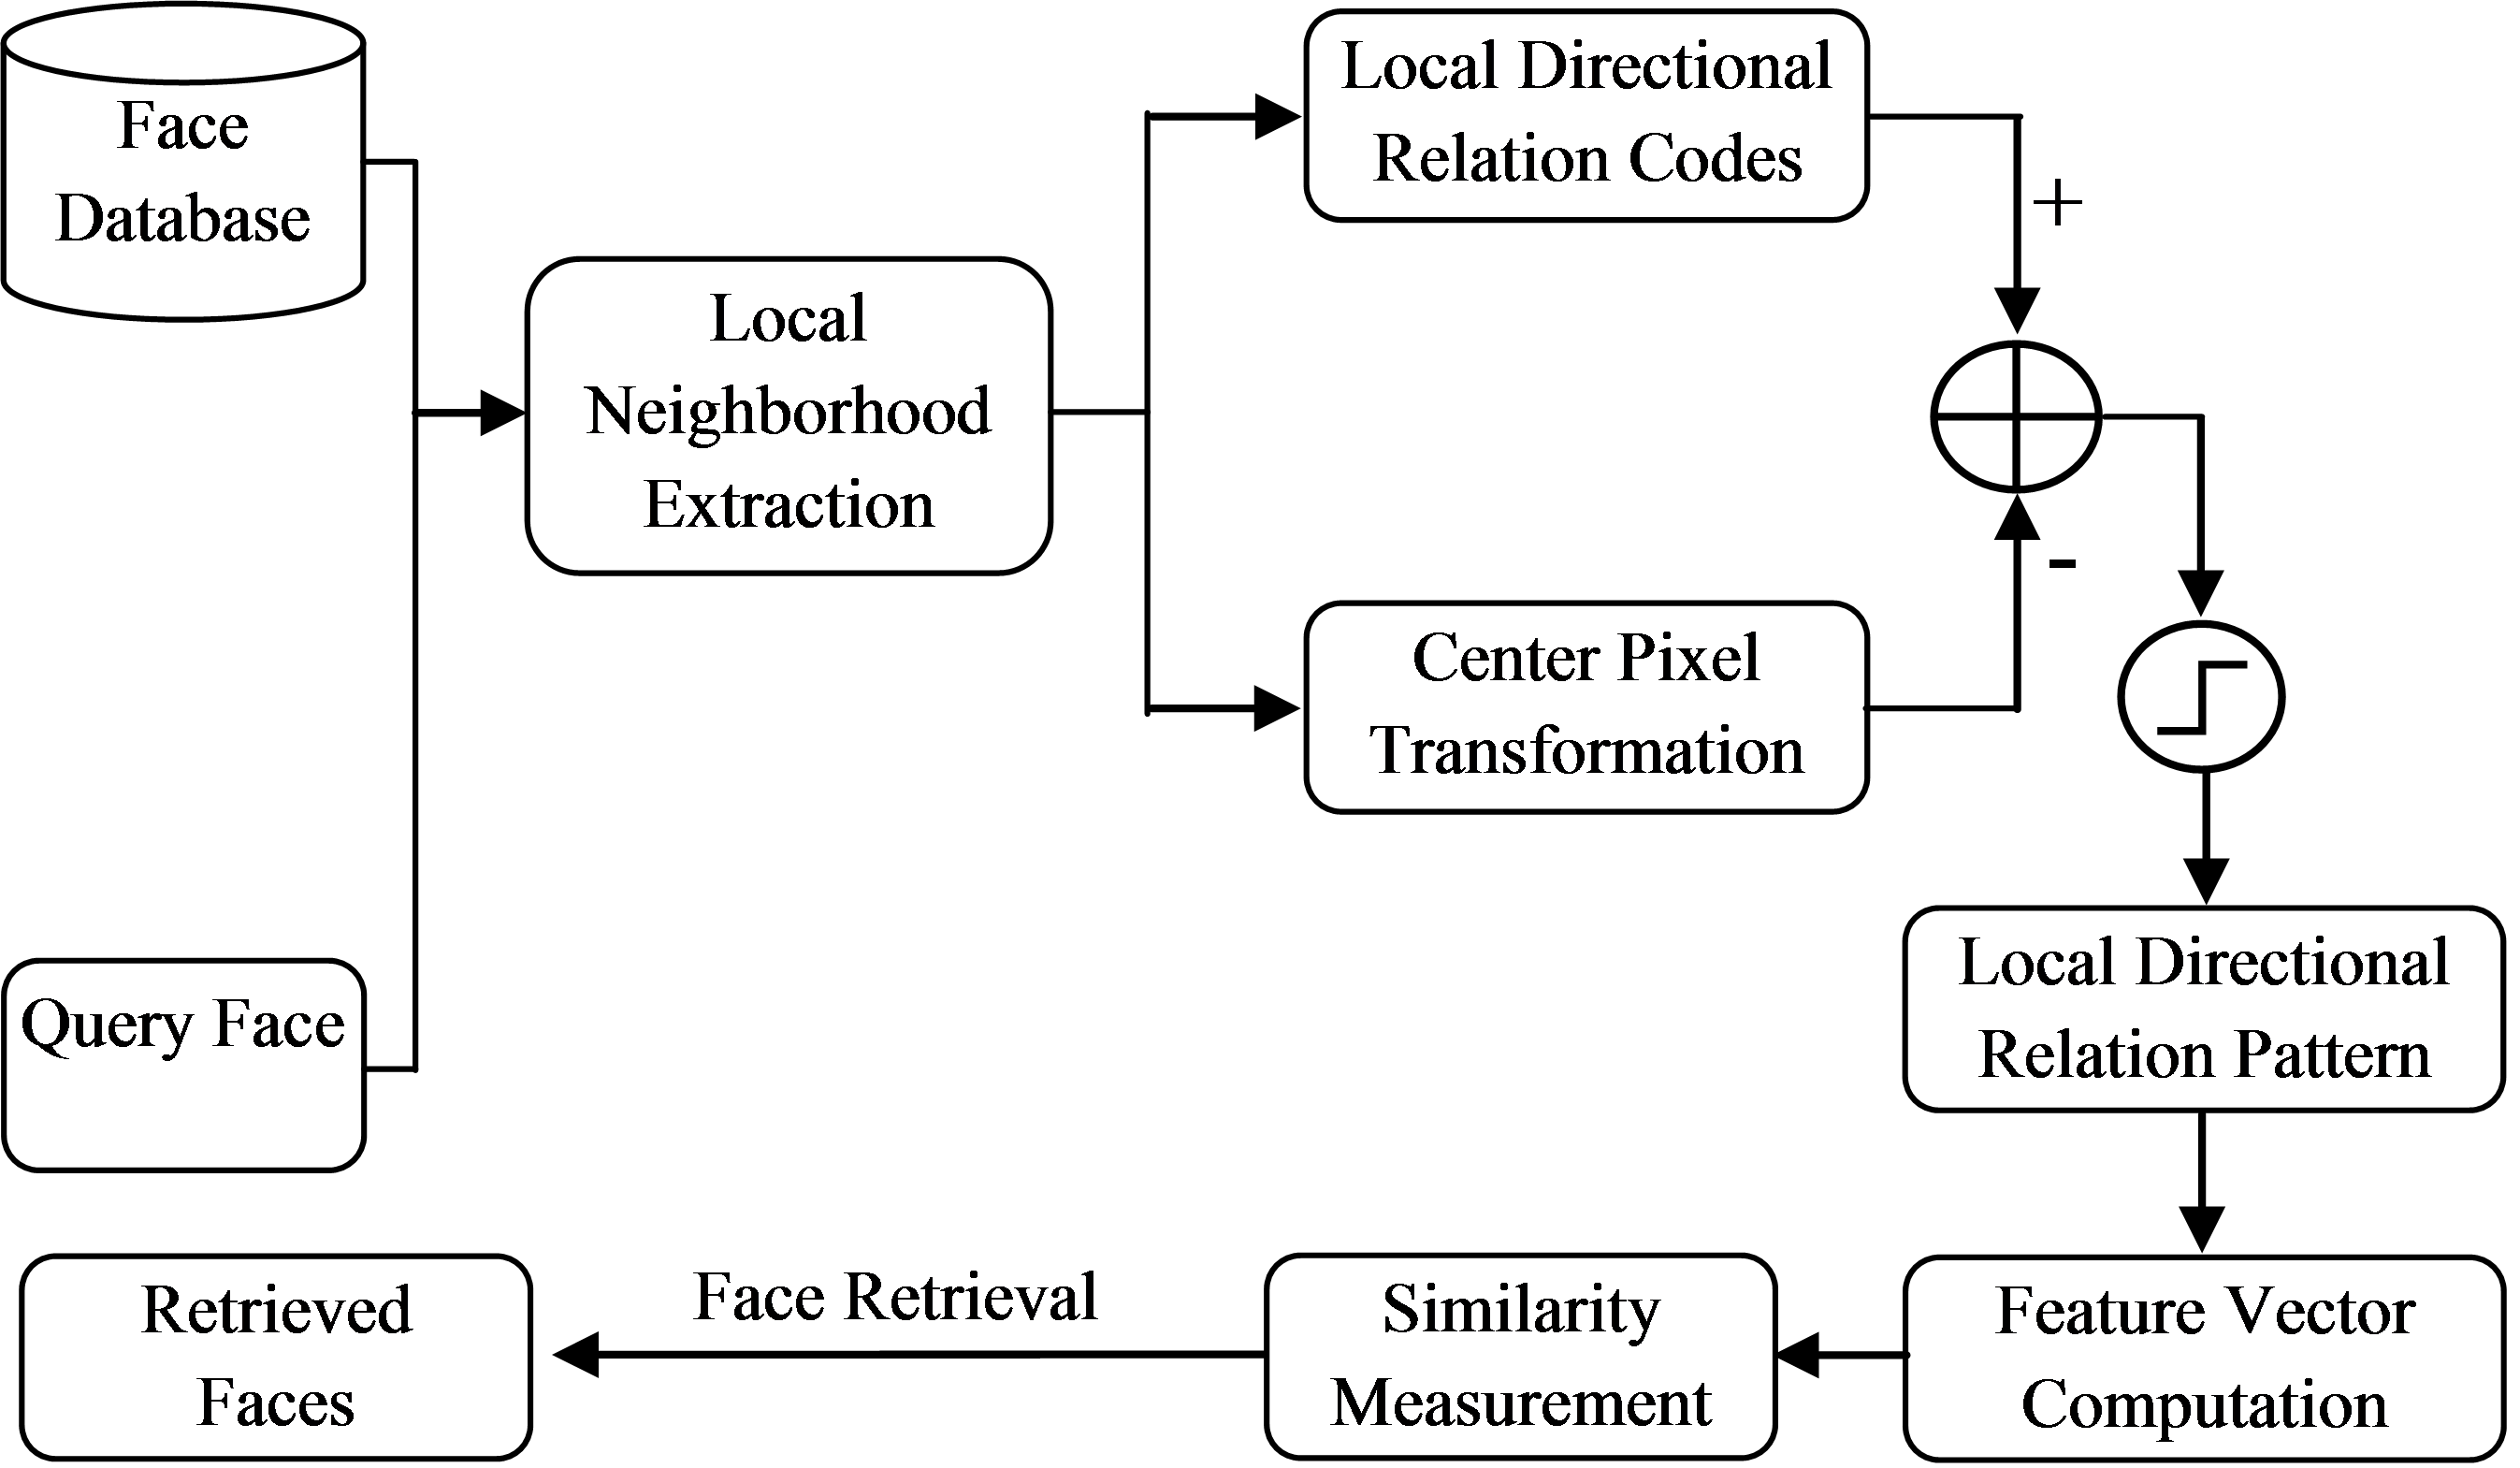 Face
Database
Local
Neighborhood
Extraction
Local Directional
Relation Codes
+
-
Center Pixel
Transformation
Local Directional
Relation Pattern
Query Face
Feature Vector
Computation
Similarity
Measurement
Face Retrieval
Retrieved
Faces